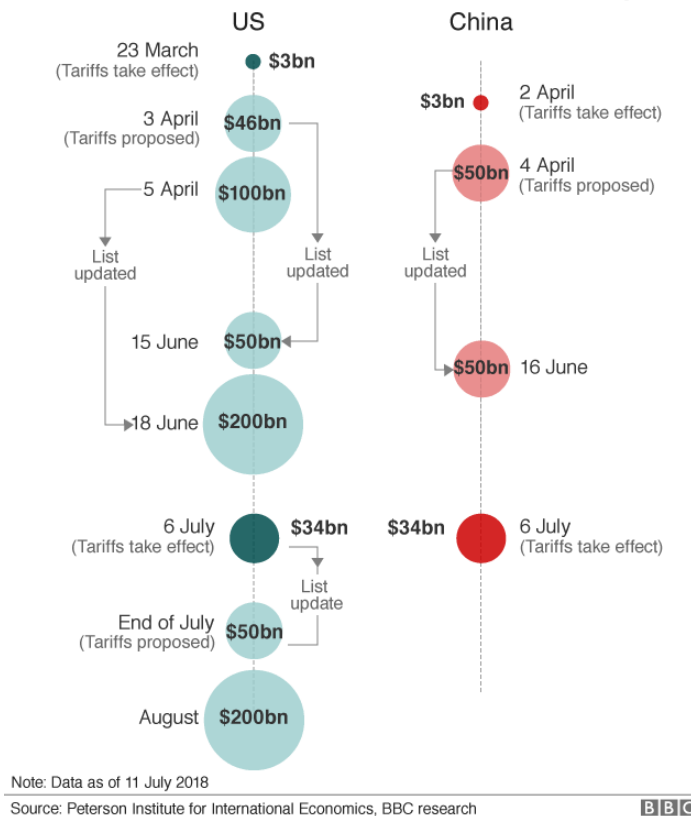 US
China
23 March
(Tariffs take effect)
$3bn
$3bn
2 April
(Tariffs take effect)
3 April
(Tariffs proposed)
$46bn
$50bn
4 April
(Tariffs proposed)
5 April
$100bn
List
updated
List
updated
List
updated
15 June
$50bn
$50bn
16 June
18 June
$200bn
6 July
(Tariffs take effect)
$34bn
$34bn
6 July
(Tariffs take effect)
List
update
End of July
(Tariffs proposed)
$50bn
August
$200bn
Note: Data as of 11 July 2018
Source: Peterson Institute for International Economics, BBC research
BBC